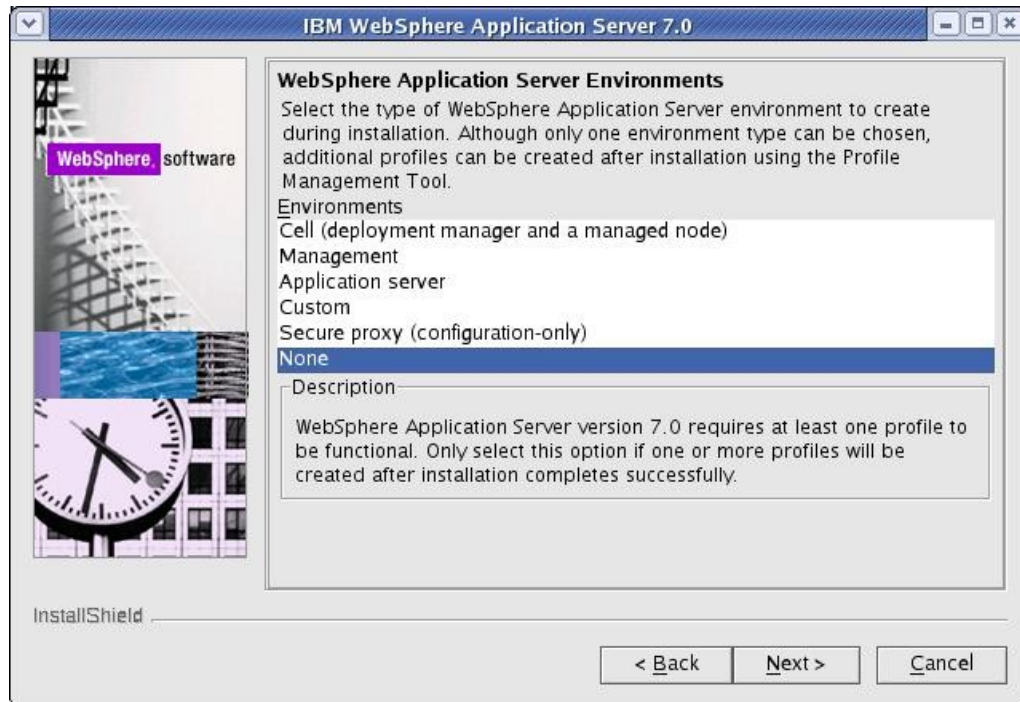 IBM WebSphere Application Server 7.0
WebSphere. software
WebSphere Application Server Environments
Select the type of WebSphere Application Server environment to create
during installation. Although only one environment type can be chosen,
additional profiles can be created after installation using the Profile
Management Tool.
Environments
Cell (deployment manager and a managed node)
Management
Application server
Custom
Secure proxy (configuration-only)
None
Description
WebSphere Application Server version 7.0 requires at least one profile to
be functional. Only select this option if one or more profiles will be
created after installation completes successfully.
InstallShield
< Back
Next >
Cancel